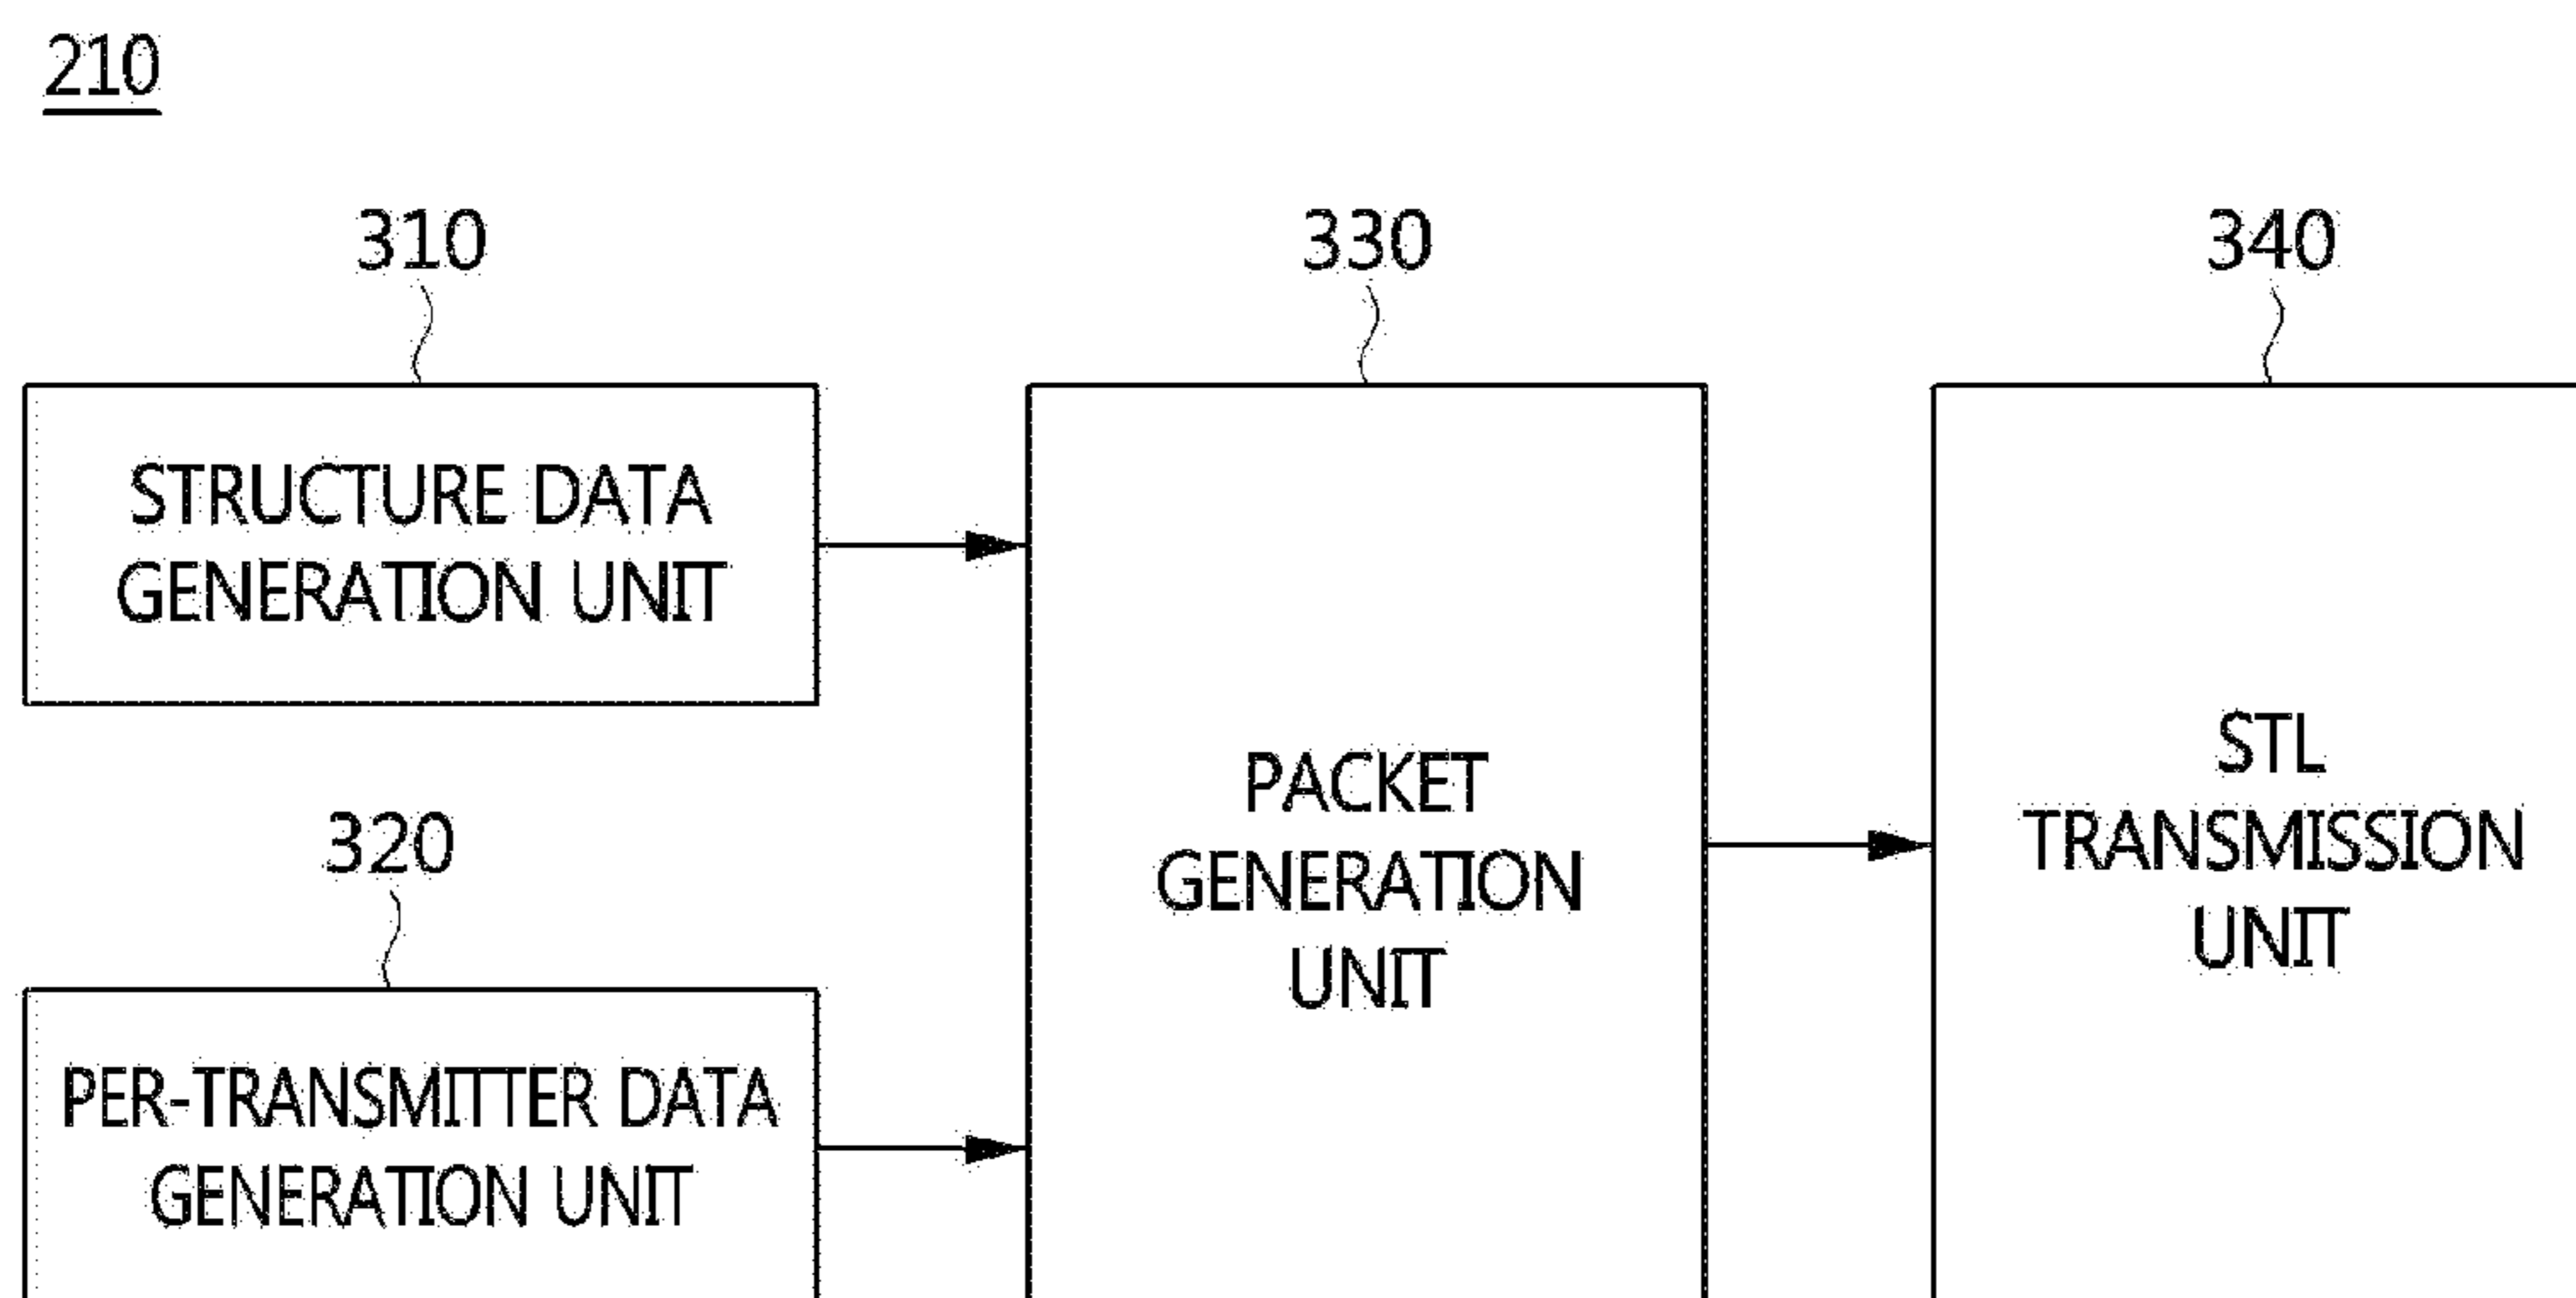 210
310
330
340
STRUCTURE DATA
GENERATION UNIT
PACKET
GENERATION
UNIT
STL
TRANSMISSION
UNIT
320
PER-TRANSMITTER DATA
GENERATION UNIT